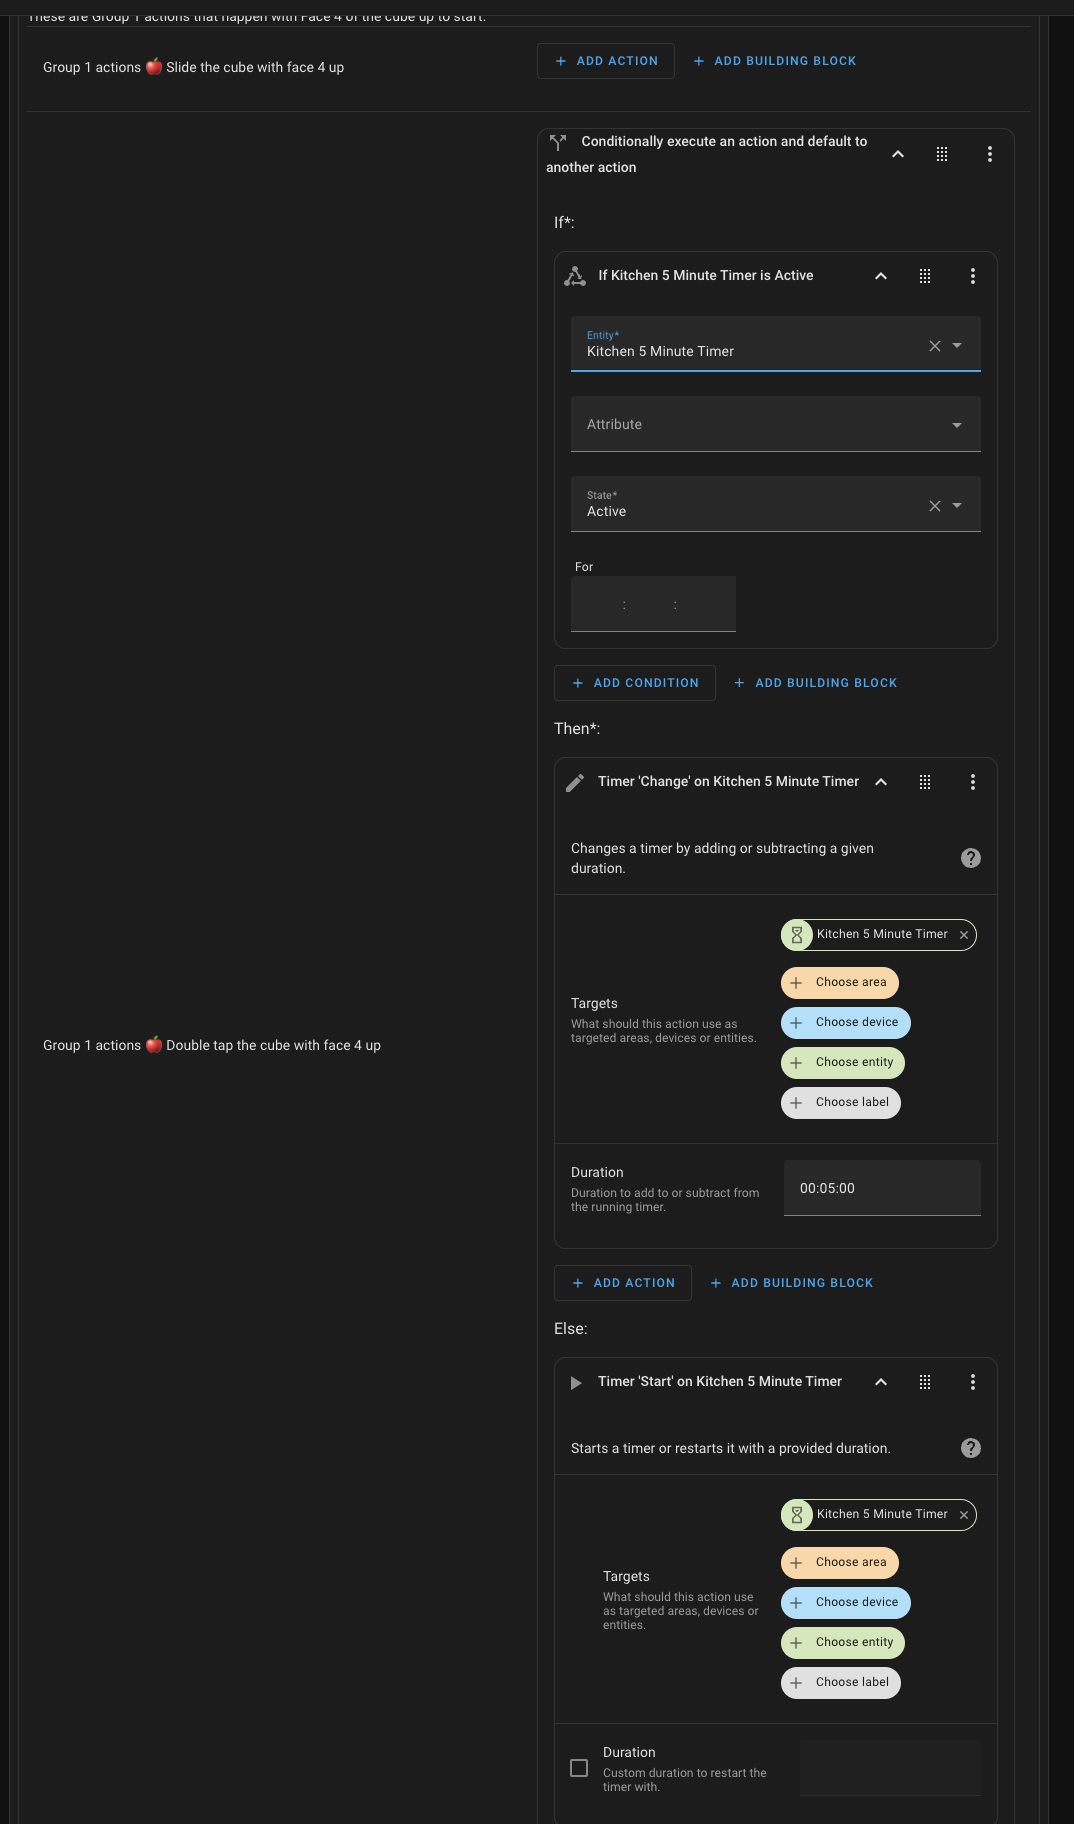 These are Group 1 actions that happen with Face 4 of the cube up to start.
Group 1 actions 🍎 Slide the cube with face 4 up
ADD ACTION
ADD BUILDING BLOCK
Conditionally execute an action and default to
another action
If*:
If Kitchen 5 Minute Timer is Active
Entity*
Kitchen 5 Minute Timer
Attribute
State*
Active
For
: :
ADD CONDITION
ADD BUILDING BLOCK
Then*:
Timer 'Change' on Kitchen 5 Minute Timer
Changes a timer by adding or subtracting a given
duration.
Kitchen 5 Minute Timer
Choose area
Targets
What should this action use as
targeted areas, devices or entities.
Choose device
Choose entity
Choose label
Group 1 actions 🍎 Double tap the cube with face 4 up
Duration
Duration to add to or subtract from
the running timer.
00:05:00
ADD ACTION
ADD BUILDING BLOCK
Else:
Timer 'Start' on Kitchen 5 Minute Timer
Starts a timer or restarts it with a provided duration.
Kitchen 5 Minute Timer
Choose area
Targets
What should this action use
as targeted areas, devices or
entities.
Choose device
Choose entity
Choose label
Duration
Custom duration to restart the
timer with.